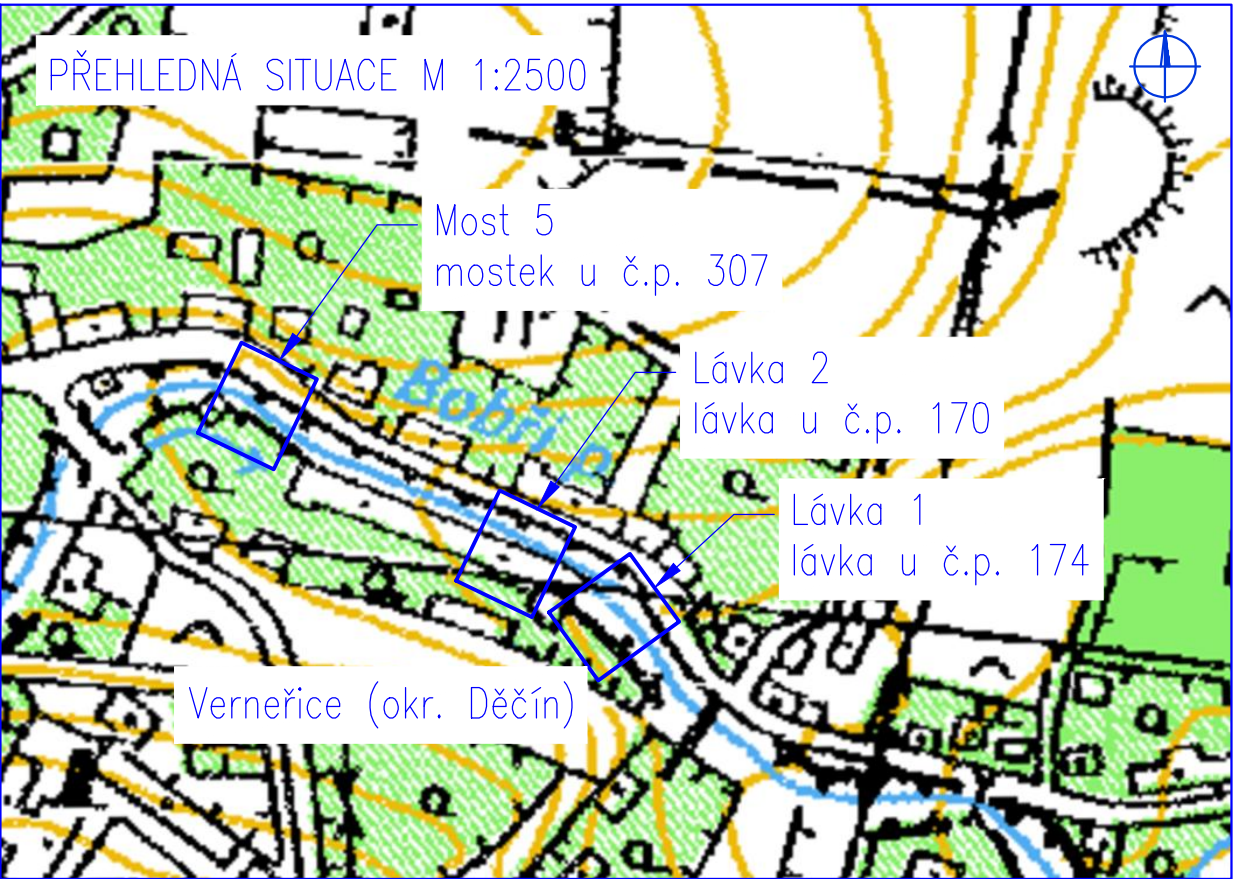 PŘEHLEDNÁ SITUACE M 1:2500
Most 5
mostek u č.p. 307
Bobří p.
Lávka 2
lávka u č.p. 170
Lávka 1
lávka u č.p. 174
Verneřice (okr. Děčín)